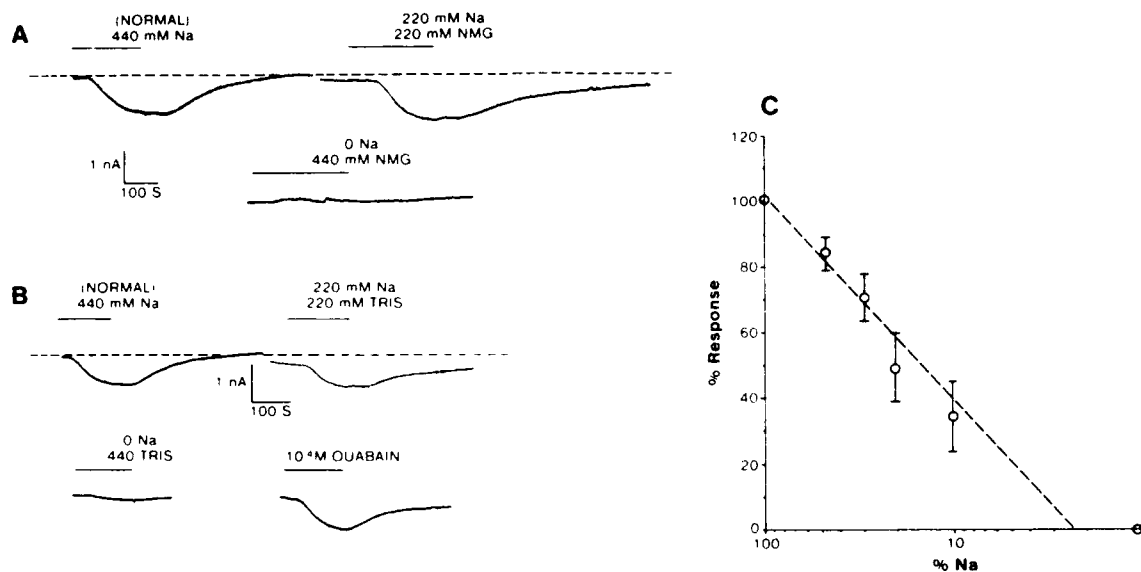 A
(NORMAL)
440 mM Na
220 mM Na
220 mM NMG
1 nA
100 S
0 Na
440 mM NMG
B
(NORMAL)
440 mM Na
220 mM Na
220 mM TRIS
1 nA
100 S
0 Na
440 TRIS
10⁻⁴M OUABAIN
C
120
100
80
60
40
20
0
% Response
100
10
% Na